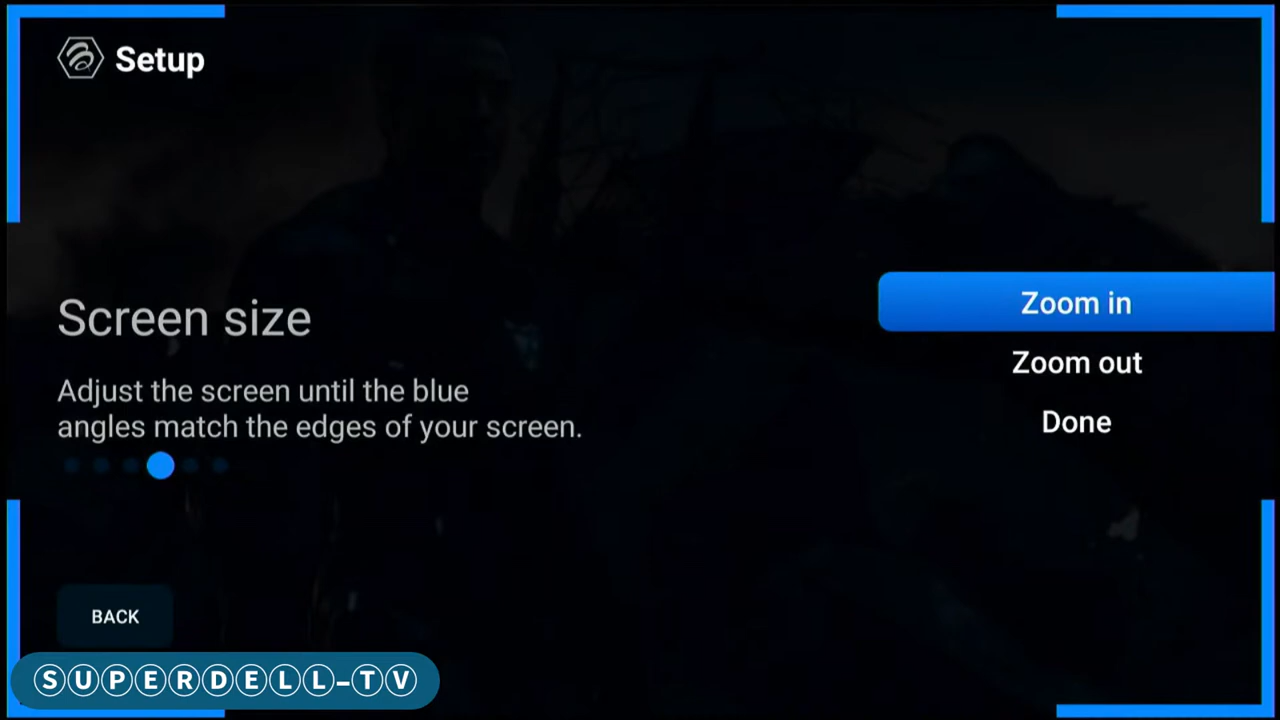 Setup
Screen size
Adjust the screen until the blue
angles match the edges of your screen.
Zoom in
Zoom out
Done
BACK
ⓈⓊⓅⒺⓇⒹⒺⓁⓁ-ⓉⓋ